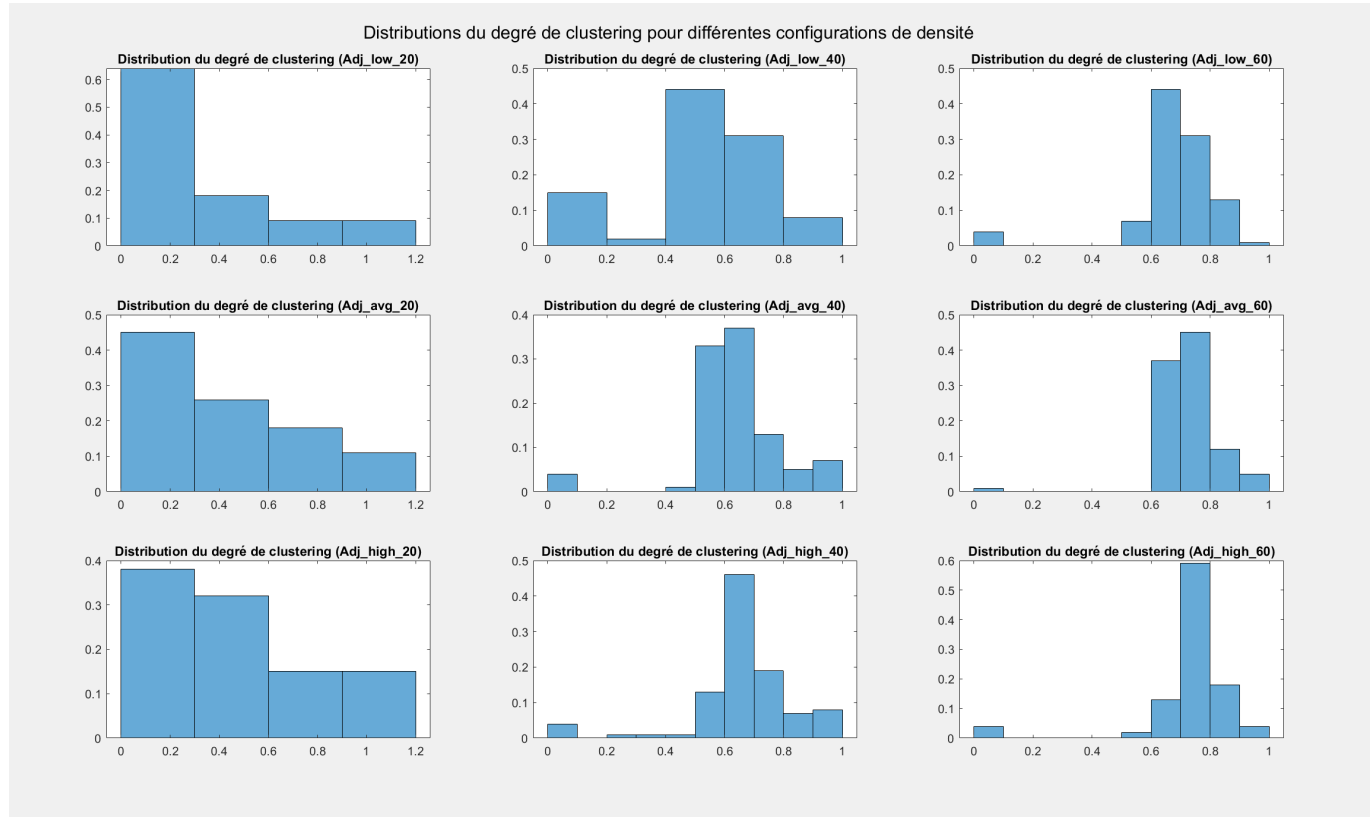 Distributions du degré de clustering pour différentes configurations de densité
Distribution du degré de clustering (Adj_low_20)
0.6
0.5
0.4
0.3
0.2
0.1
0
0 0.2 0.4 0.6 0.8 1 1.2
Distribution du degré de clustering (Adj_low_40)
0.5
0.4
0.3
0.2
0.1
0
0 0.2 0.4 0.6 0.8 1
Distribution du degré de clustering (Adj_low_60)
0.5
0.4
0.3
0.2
0.1
0
0 0.2 0.4 0.6 0.8 1
Distribution du degré de clustering (Adj_avg_20)
0.5
0.4
0.3
0.2
0.1
0
0 0.2 0.4 0.6 0.8 1 1.2
Distribution du degré de clustering (Adj_avg_40)
0.4
0.3
0.2
0.1
0
0 0.2 0.4 0.6 0.8 1
Distribution du degré de clustering (Adj_avg_60)
0.5
0.4
0.3
0.2
0.1
0
0 0.2 0.4 0.6 0.8 1
Distribution du degré de clustering (Adj_high_20)
0.4
0.3
0.2
0.1
0
0 0.2 0.4 0.6 0.8 1 1.2
Distribution du degré de clustering (Adj_high_40)
0.5
0.4
0.3
0.2
0.1
0
0 0.2 0.4 0.6 0.8 1
Distribution du degré de clustering (Adj_high_60)
0.6
0.5
0.4
0.3
0.2
0.1
0
0 0.2 0.4 0.6 0.8 1